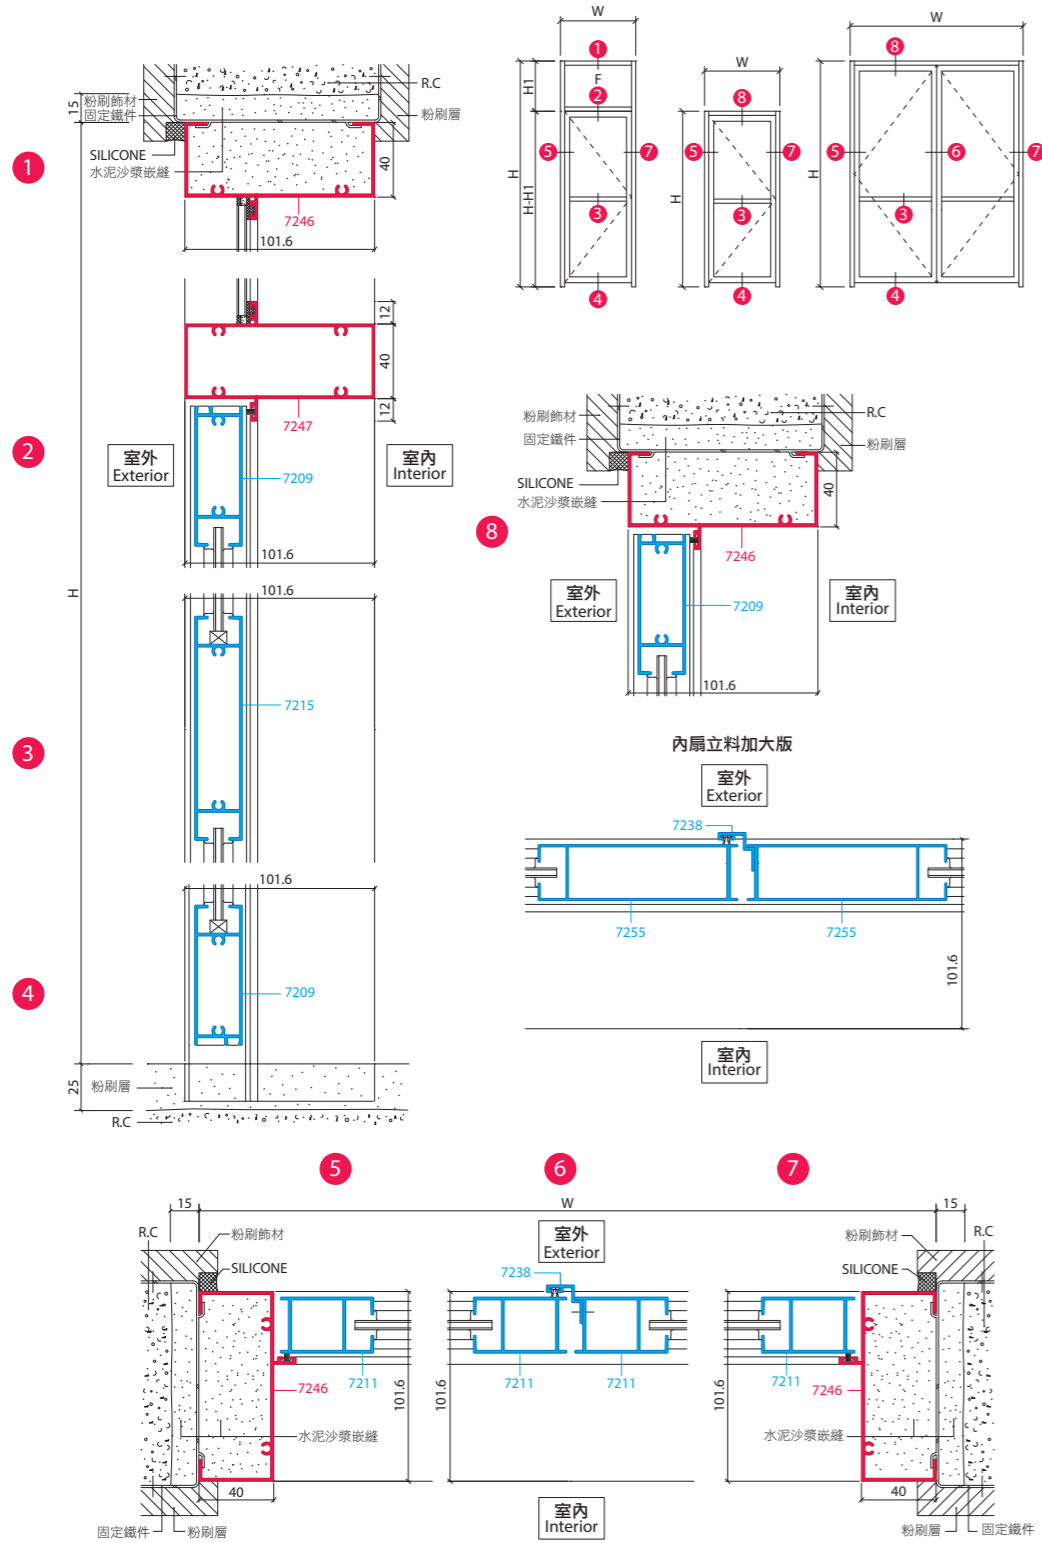 1
15
粉刷飾材
固定鐵件
R.C
粉刷層
SILICONE
水泥沙漿嵌縫
40
7246
101.6
12
40
12
7247
2
室外
Exterior
室內
Interior
7209
101.6
H
101.6
3
7215
101.6
4
7209
25
粉刷層
R.C
W
1
F
2
H1
H
H-H1
5
7
3
4
W
8
5
7
H
3
4
W
8
5
6
7
H
3
4
粉刷飾材
固定鐵件
R.C
粉刷層
SILICONE
水泥沙漿嵌縫
40
8
7246
室外
Exterior
室內
Interior
7209
101.6
內扇立料加大版
室外
Exterior
7238
7255
7255
101.6
室內
Interior
5
6
7
15
W
15
R.C
粉刷飾材
SILICONE
室外
Exterior
粉刷飾材
R.C
SILICONE
7238
7211
7246
101.6
水泥沙漿嵌縫
40
固定鐵件
粉刷層
101.6
7211
7211
室內
Interior
101.6
7211
7246
水泥沙漿嵌縫
40
粉刷層
固定鐵件